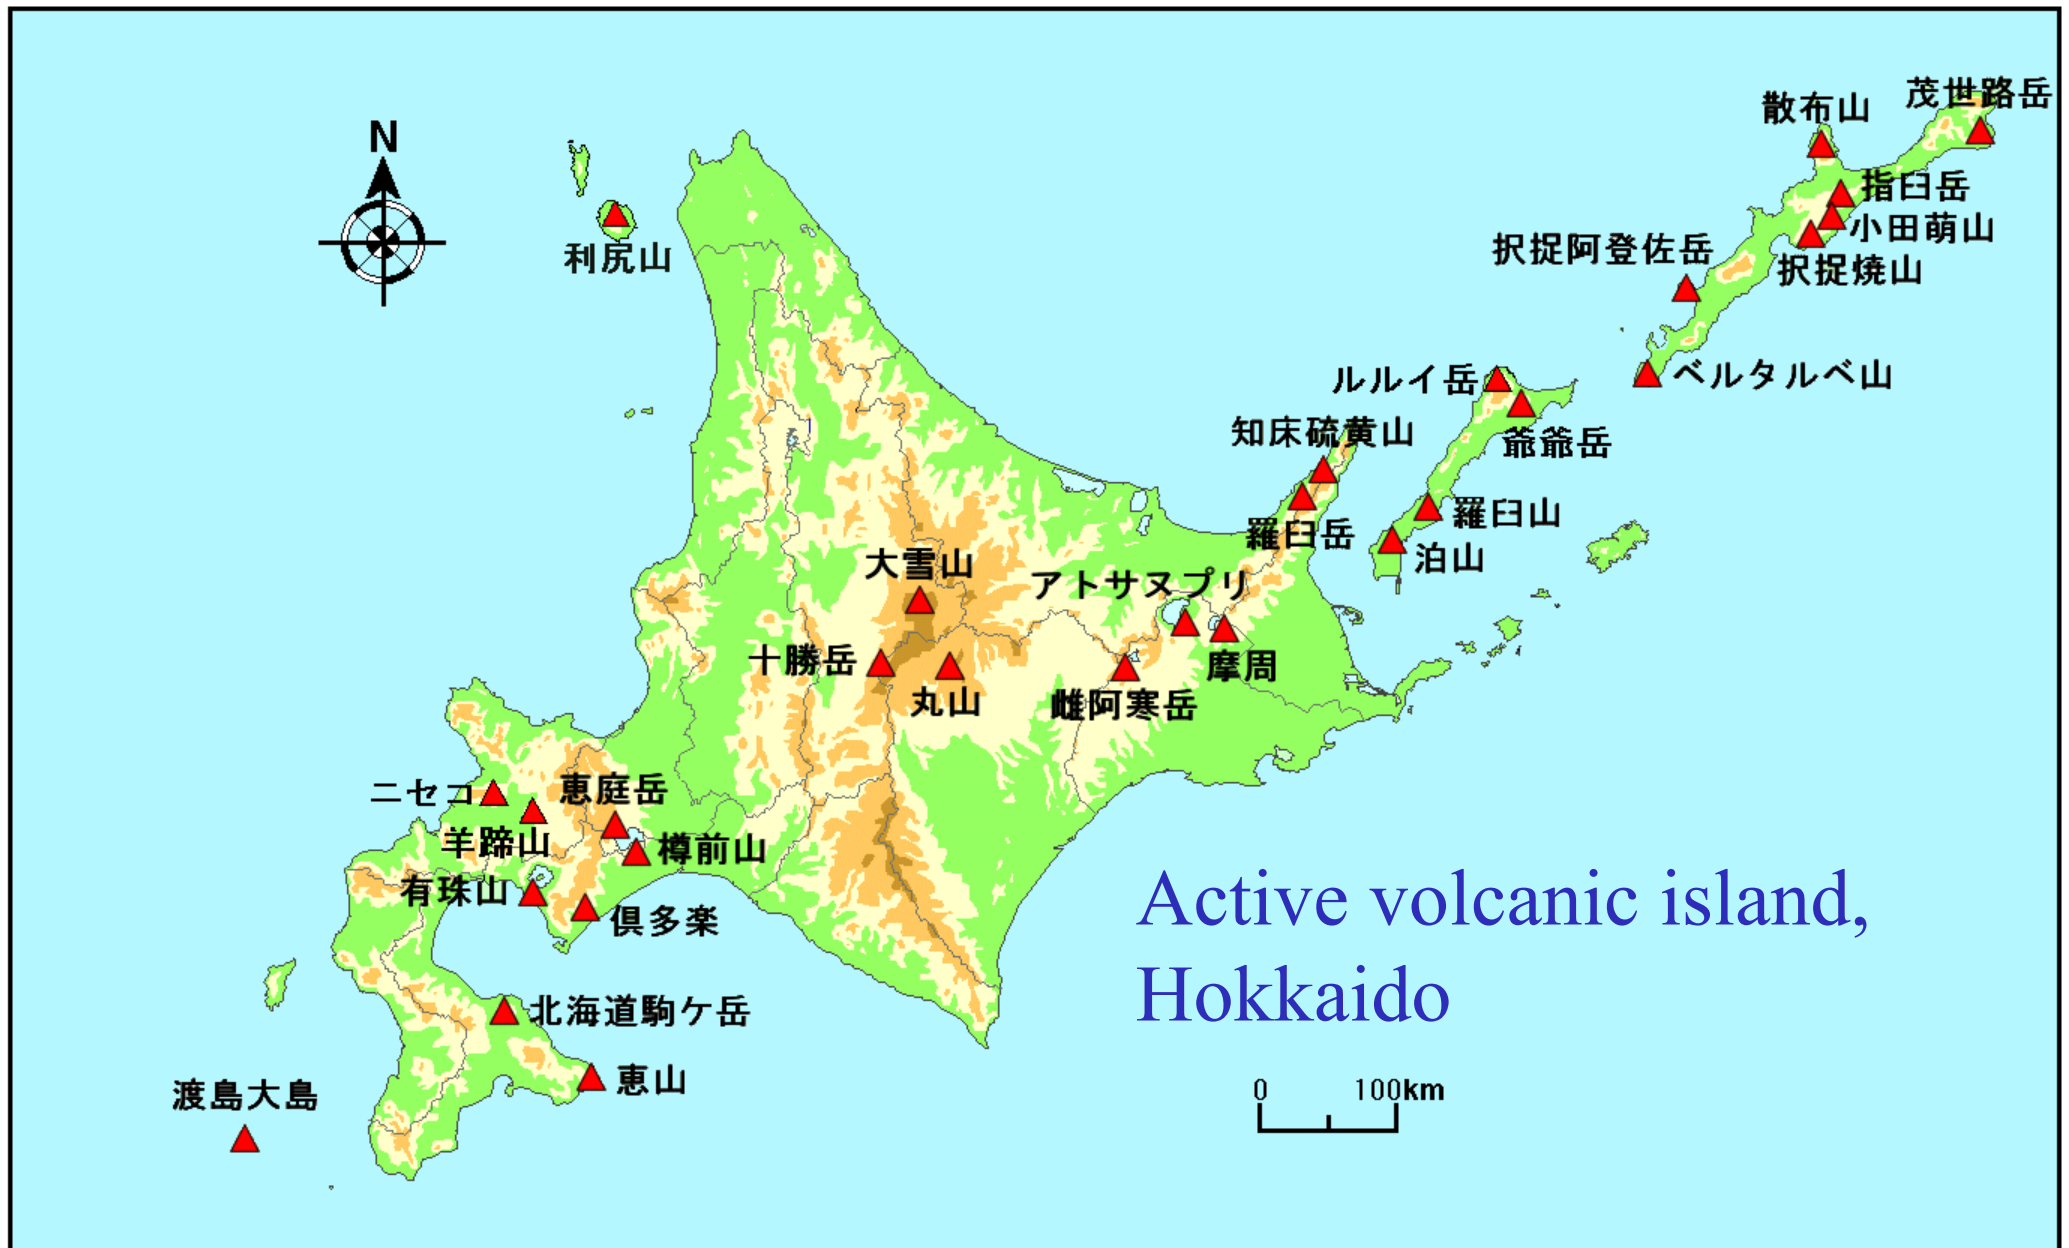 茂世路岳
散布山
N
指臼岳
小田萌山
択捉阿登佐岳
利尻山
択捉焼山
ベルタルベ山
ルルイ岳
知床硫黄山
爺爺岳
羅臼山
羅臼岳
泊山
大雪山
アトサヌプリ
十勝岳
摩周
丸山
雌阿寒岳
ニセコ
恵庭岳
羊蹄山
樽前山
有珠山
倶多楽
Active volcanic island,
Hokkaido
北海道駒ケ岳
恵山
渡島大島
0 100km